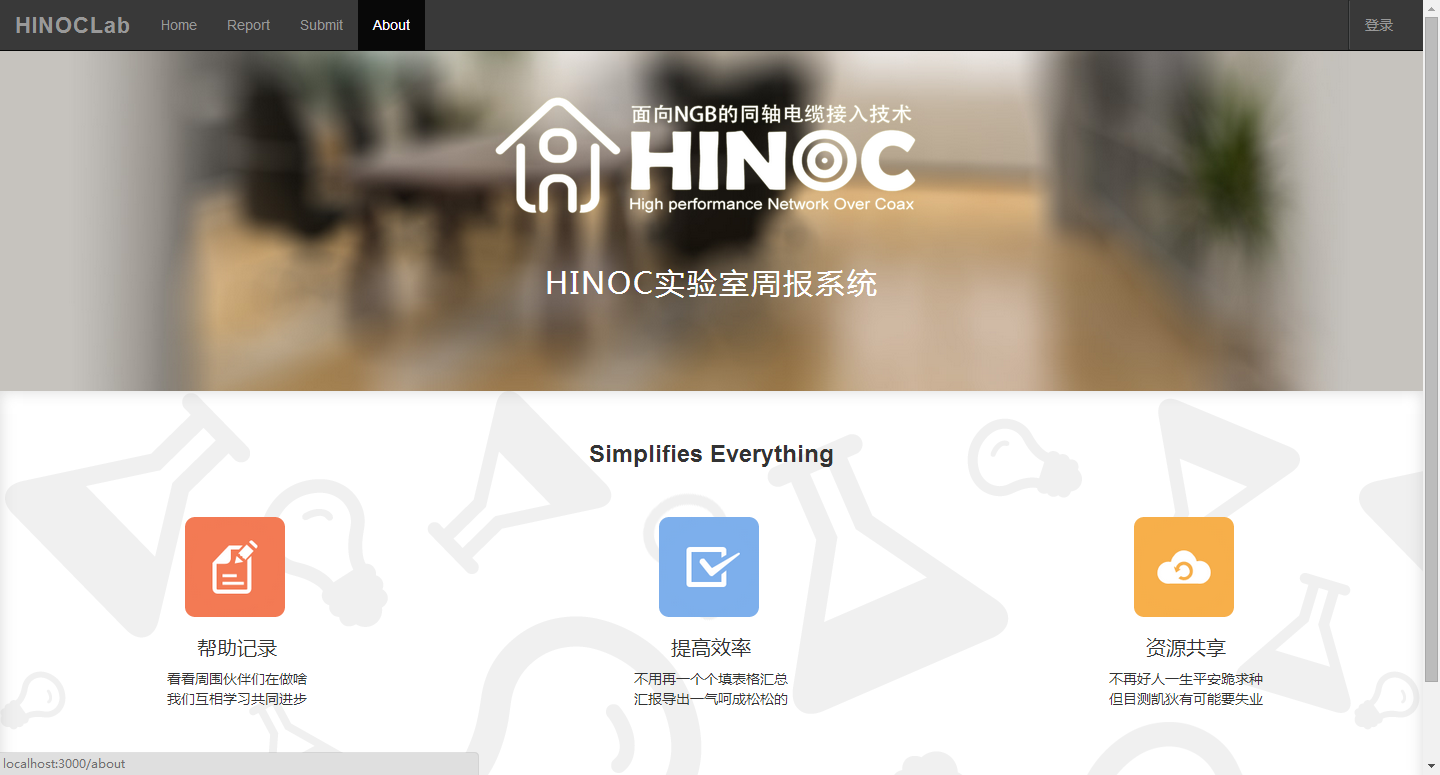 HINOCLab
Home
Report
Submit
About
登录
面向NGB的同轴电缆接入技术
HINOC
High performance Network Over Coax
HINOC实验室周报系统
Simplifies Everything
帮助记录
看看周围伙伴们在做啥
我们互相学习共同进步
提高效率
不用再一个个填表格汇总
汇报导出一气呵成松松的
资源共享
不再好人一生平安跪求种
但目测凯狄有可能要失业
localhost:3000/about